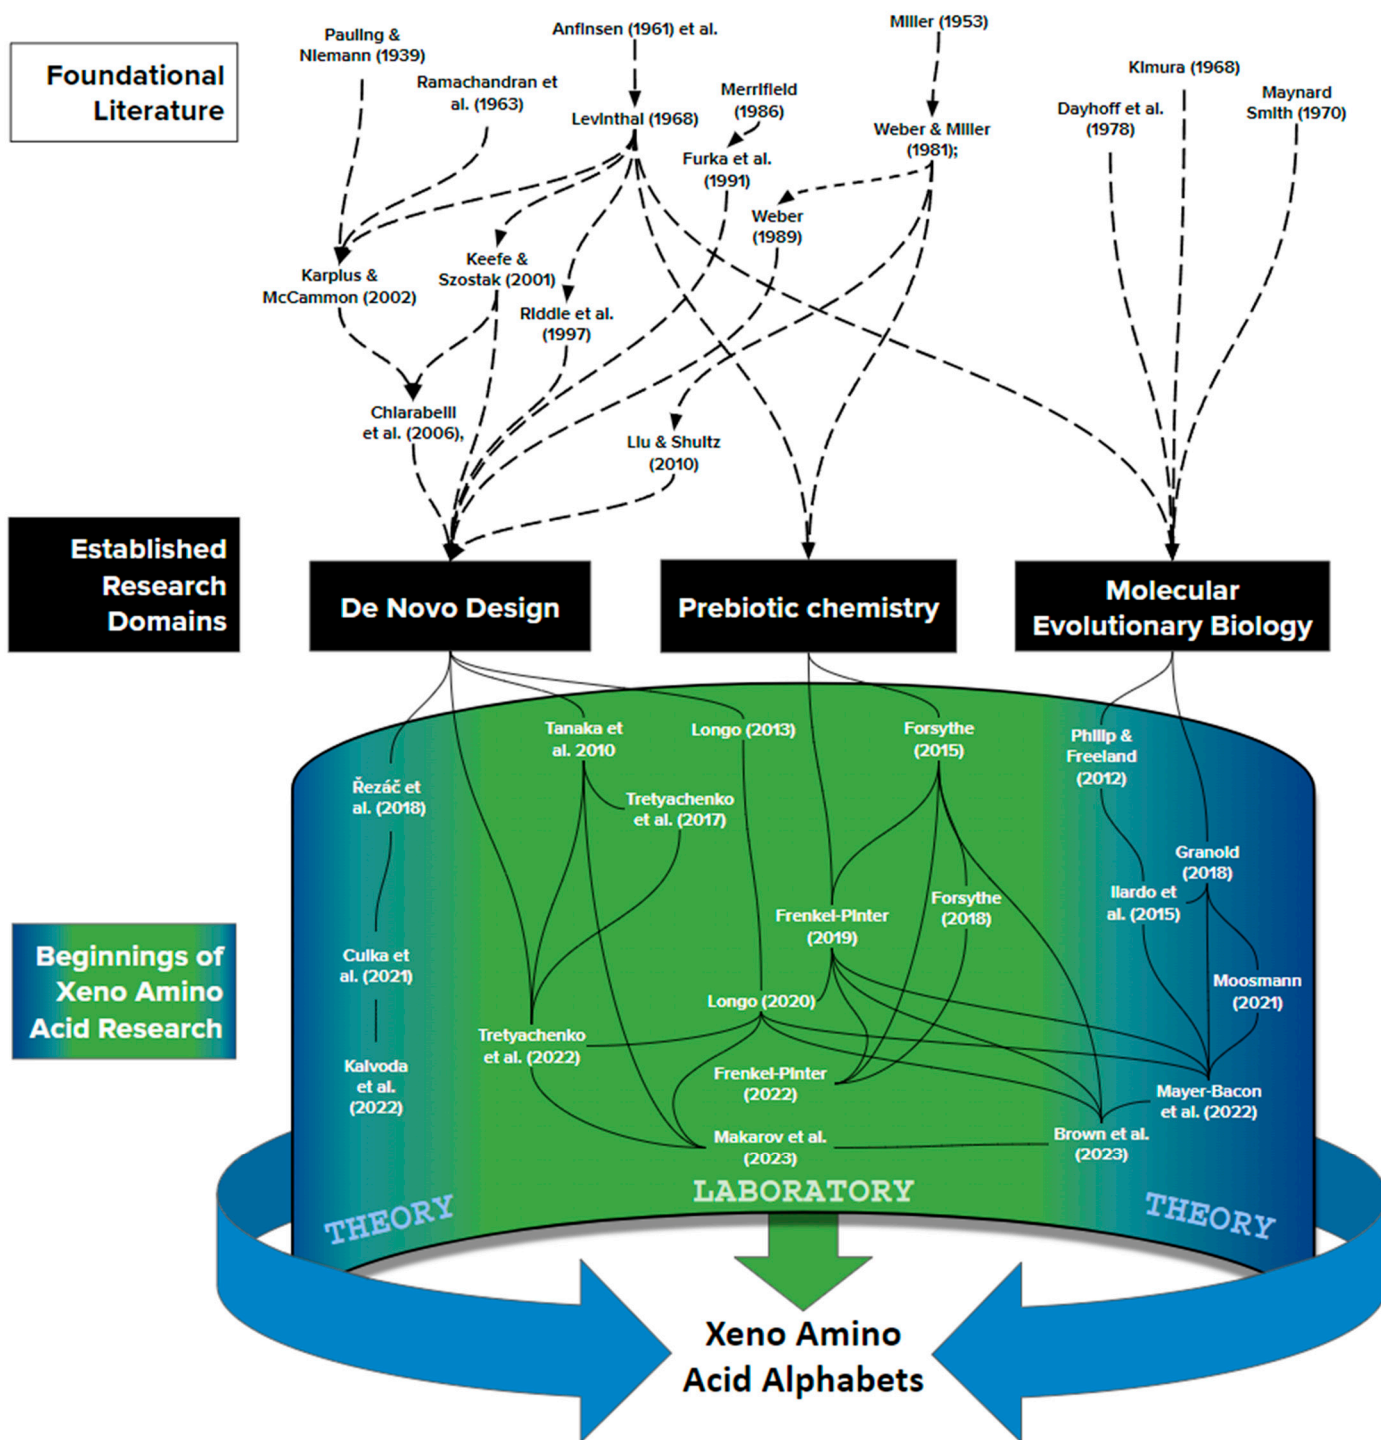 Foundational
Literature
Pauling &
Niemann (1939)
Ramachandran et
al. (1963)
Anfinsen (1961) et al.
Levinthal (1968)
Merrifield
(1986)
Furka et al.
(1991)
Miller (1953)
Weber & Miller
(1981);
Weber
(1989)
Kimura (1968)
Dayhoff et al.
(1978)
Maynard
Smith (1970)
Karplus &
McCammon (2002)
Keefe &
Szostak (2001)
Riddle et al.
(1997)
Chiarabelli
et al. (2006),
Liu & Shultz
(2010)
Established
Research
Domains
De Novo Design
Prebiotic chemistry
Molecular
Evolutionary Biology
Beginnings of
Xeno Amino
Acid Research
Řezáč et
al. (2018)
Tanaka et
al. 2010
Longo (2013)
Forsythe
(2015)
Philip &
Freeland
(2012)
Tretyachenko
et al. (2017)
Granold
(2018)
Ilardo et
al. (2015)
Frenkel-Pinter
(2019)
Forsythe
(2018)
Culka et
al. (2021)
Moosmann
(2021)
Longo (2020)
Tretyachenko
et al. (2022)
Kalvoda
et al.
(2022)
Frenkel-Pinter
(2022)
Mayer-Bacon
et al. (2022)
Makarov et al.
(2023)
Brown et al.
(2023)
THEORY
LABORATORY
THEORY
Xeno Amino
Acid Alphabets